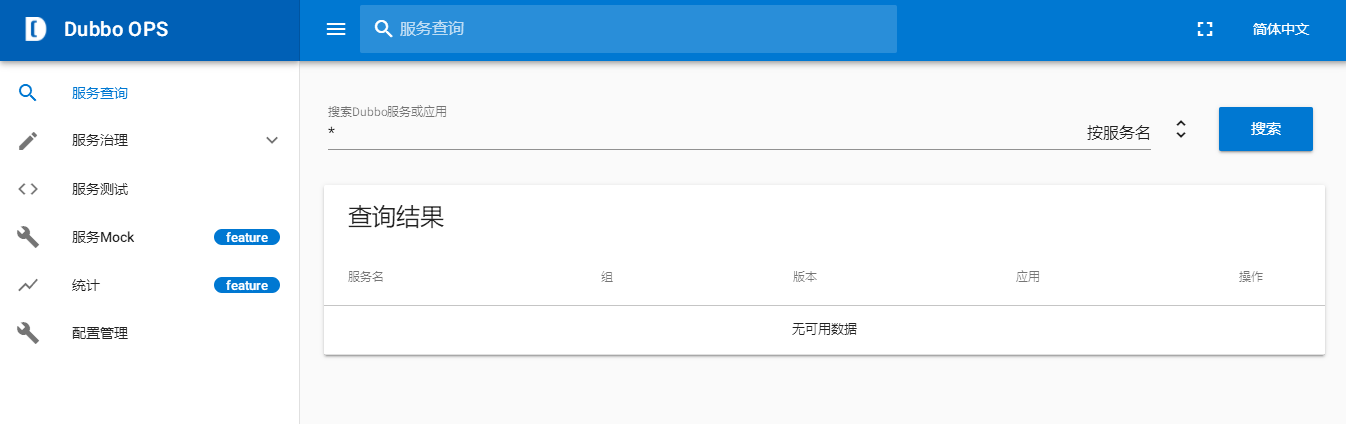 Dubbo OPS
服务查询
简体中文
服务查询
服务治理
服务测试
服务Mock feature
统计 feature
配置管理
搜索Dubbo服务或应用
* 按服务名
搜索
查询结果
服务名 组 版本 应用 操作
无可用数据